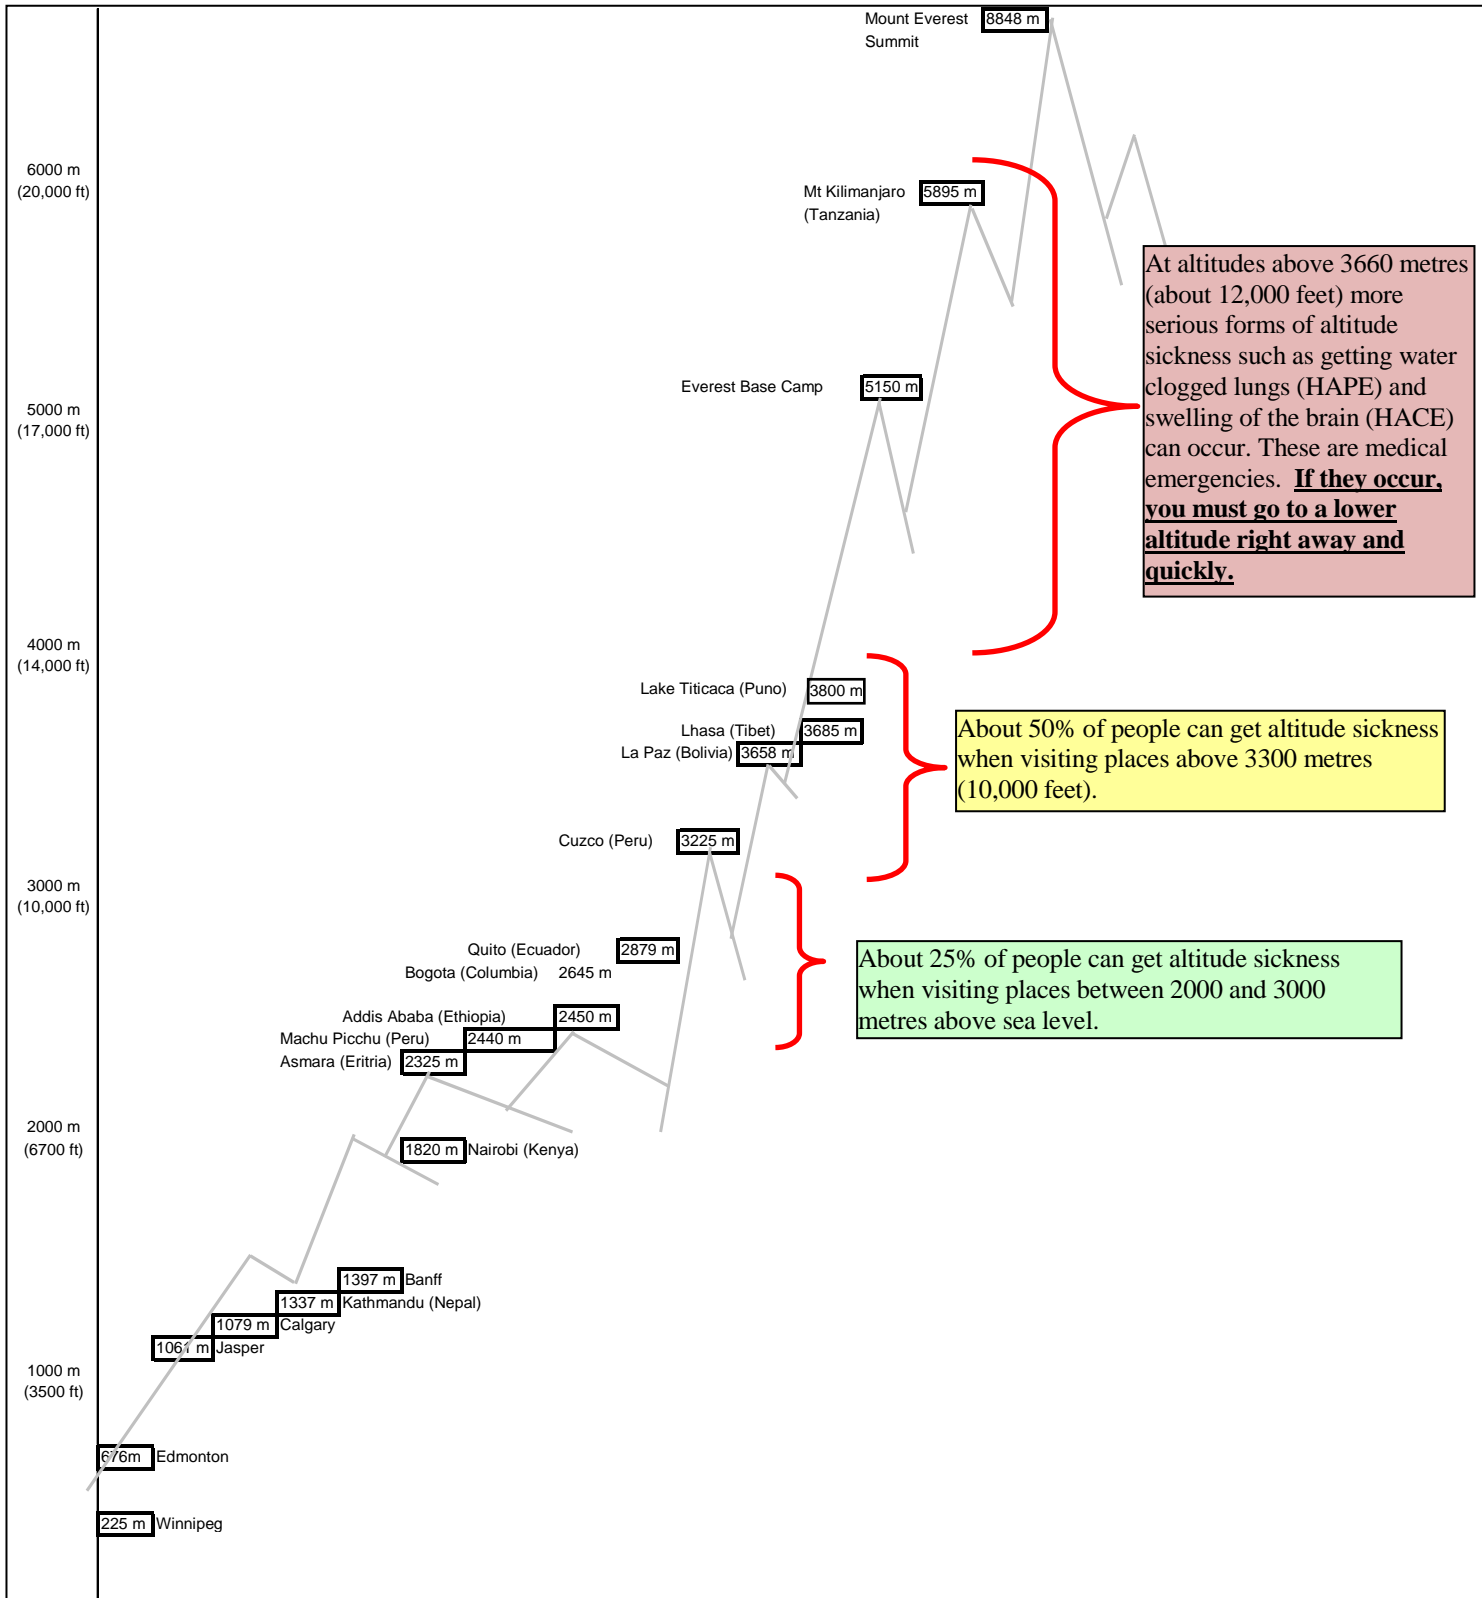 Mount Everest 8848 m
Summit
6000 m
(20,000 ft)
Mt Kilimanjaro 5895 m
(Tanzania)
At altitudes above 3660 metres
(about 12,000 feet) more
serious forms of altitude
sickness such as getting water
clogged lungs (HAPE) and
swelling of the brain (HACE)
can occur. These are medical
emergencies. If they occur,
you must go to a lower
altitude right away and
quickly.
Everest Base Camp 5150 m
5000 m
(17,000 ft)
4000 m
(14,000 ft)
Lake Titicaca (Puno) 3800 m
Lhasa (Tibet) 3685 m
La Paz (Bolivia) 3658 m
About 50% of people can get altitude sickness
when visiting places above 3300 metres
(10,000 feet).
Cuzco (Peru) 3225 m
3000 m
(10,000 ft)
Quito (Ecuador) 2879 m
Bogota (Columbia) 2645 m
About 25% of people can get altitude sickness
when visiting places between 2000 and 3000
metres above sea level.
Addis Ababa (Ethiopia) 2450 m
Machu Picchu (Peru) 2440 m
Asmara (Eritria) 2325 m
2000 m
(6700 ft)
1820 m Nairobi (Kenya)
1397 m Banff
1337 m Kathmandu (Nepal)
1079 m Calgary
1061 m Jasper
1000 m
(3500 ft)
676m Edmonton
225 m Winnipeg